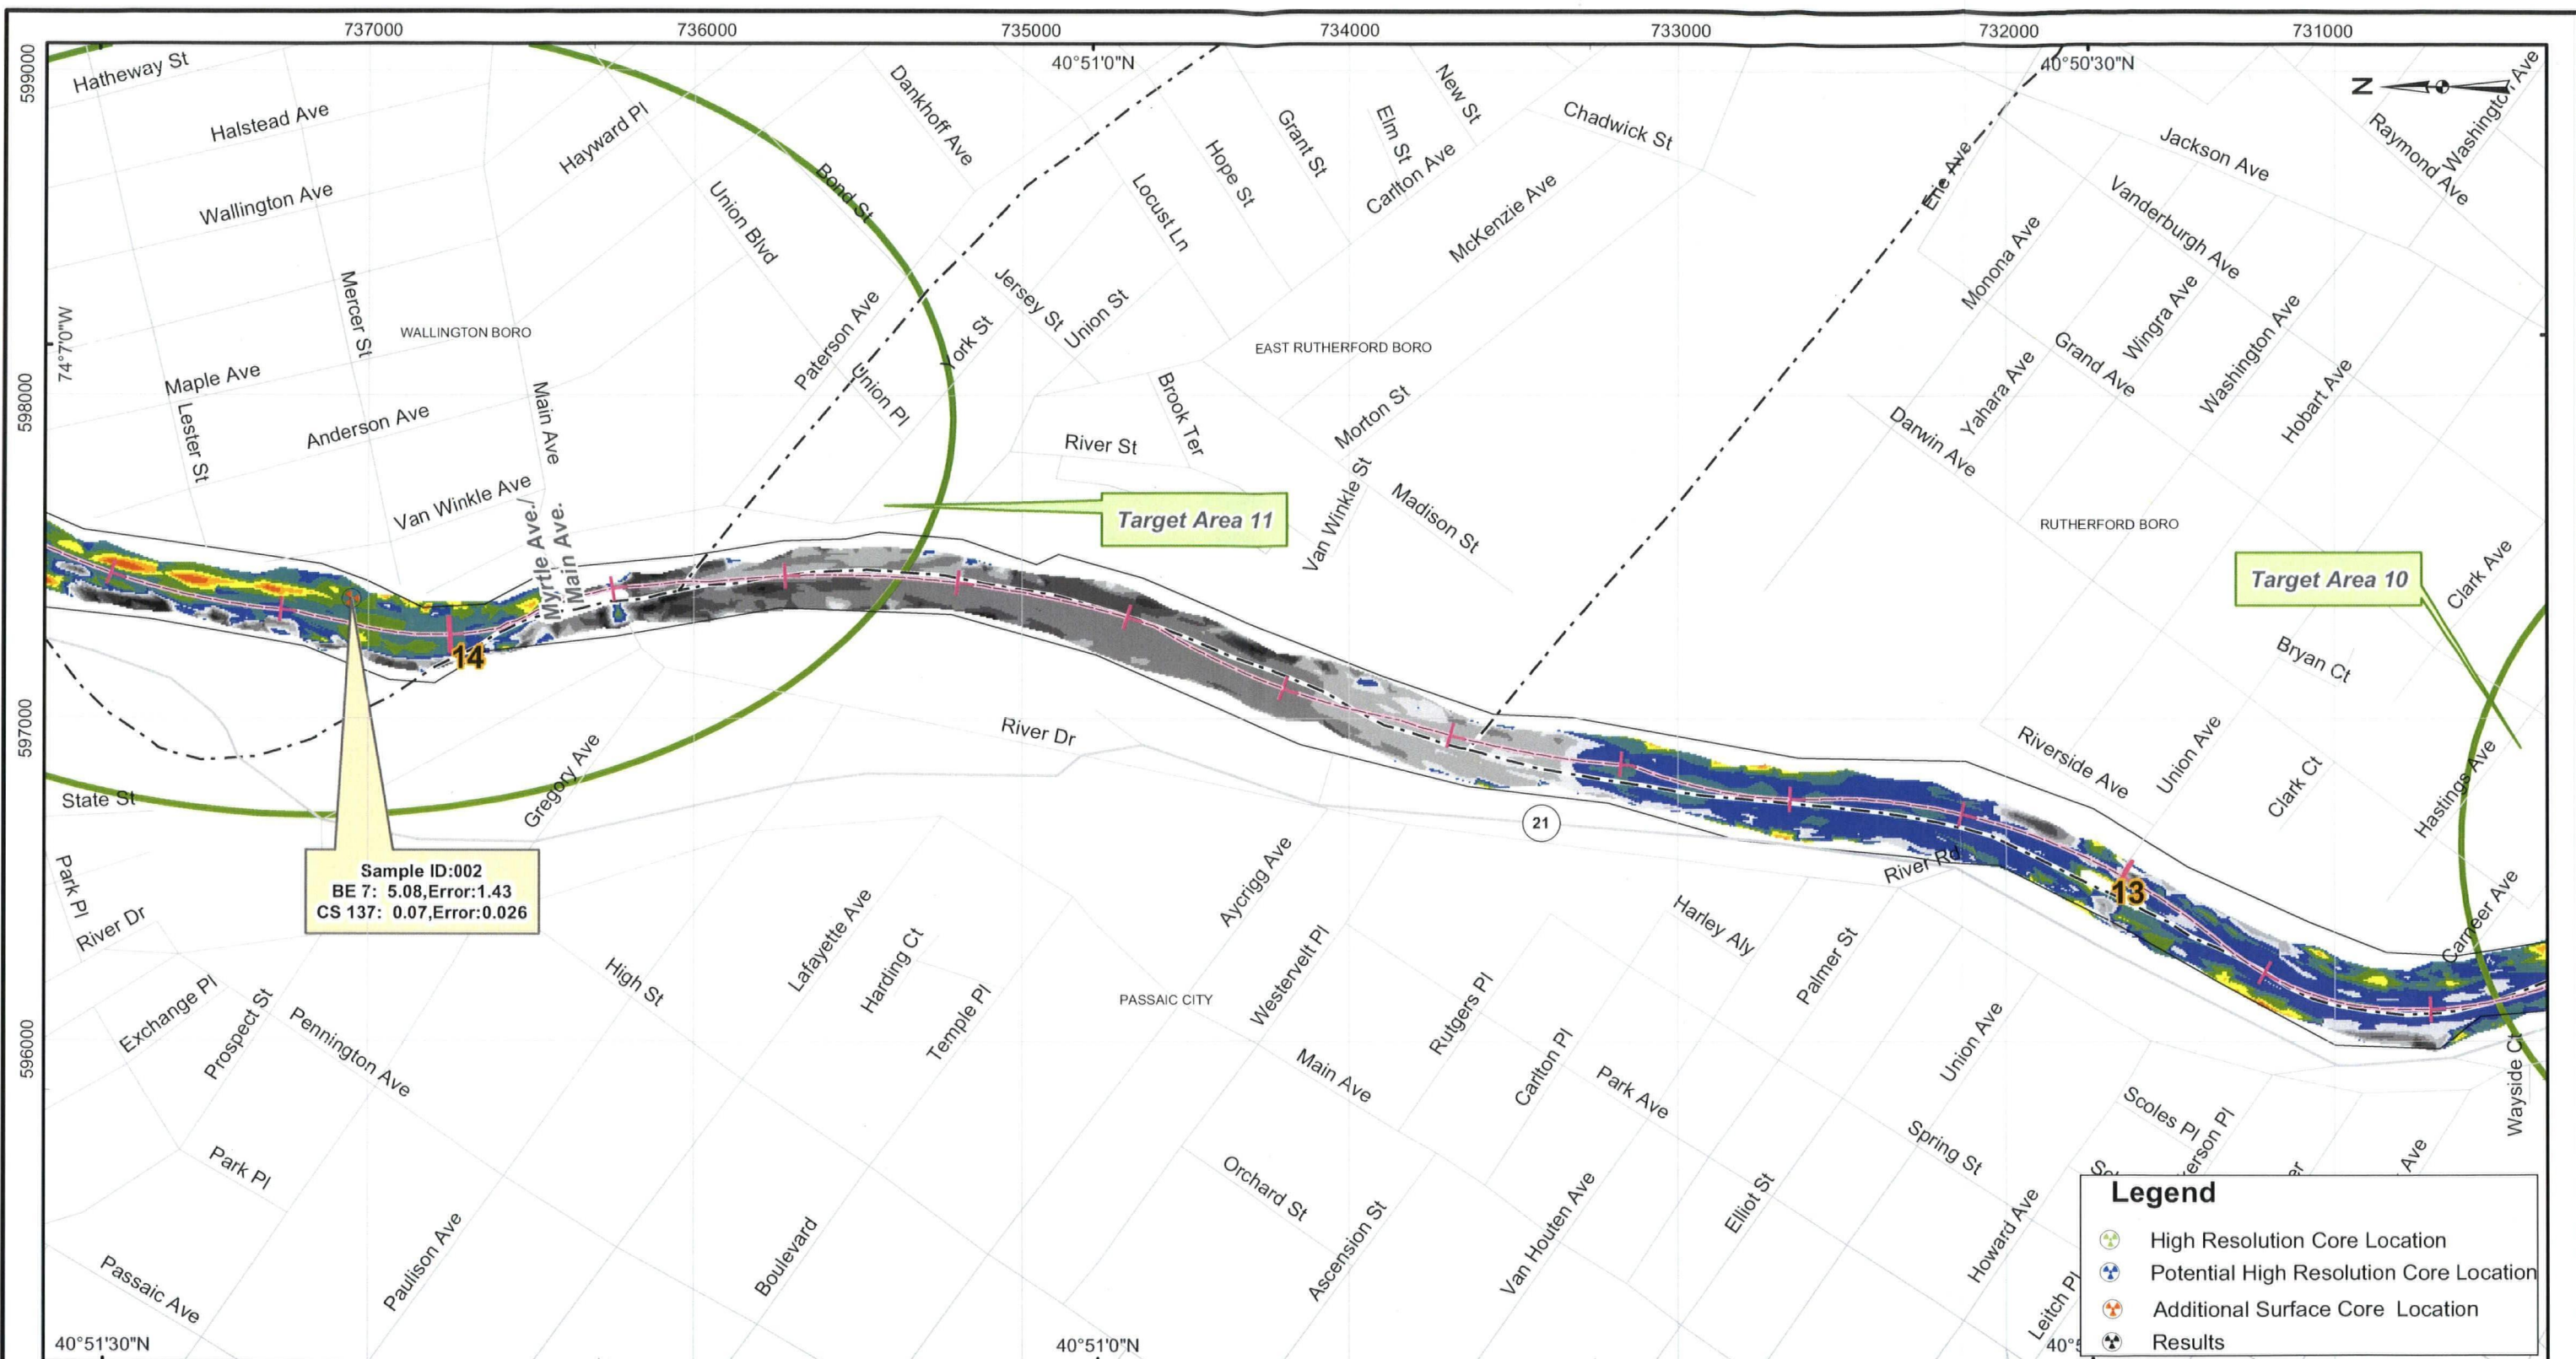 737000
736000
735000
734000
733000
732000
731000
40°51'0"N
40°50'30"N
N
599000
598000
597000
596000
74°7'0"W
Hatheway St
Halstead Ave
Wallington Ave
Hayward Pl
Dankhoff Ave
Bond St
Union Blvd
Mercer St
WALLINGTON BORO
Maple Ave
Lester St
Anderson Ave
Main Ave
Van Winkle Ave
Myrtle Ave./
Main Ave.
Paterson Ave
Union Pl
York St
Jersey St
Union St
Locust Ln
Hope St
Grant St
Elm St
New St
Carlton Ave
McKenzie Ave
Chadwick St
EAST RUTHERFORD BORO
Brook Ter
River St
Morton St
Van Winkle St
Madison St
Target Area 11
Erie Ave
Jackson Ave
Raymond Ave
Washington Ave
Vanderburgh Ave
Monona Ave
Wingra Ave
Grand Ave
Washington Ave
Yahara Ave
Hobart Ave
Darwin Ave
RUTHERFORD BORO
Target Area 10
Clark Ave
Bryan Ct
Riverside Ave
Union Ave
Clark Ct
Hastings Ave
Carneer Ave
Wayside Ct
14
13
21
River Dr
River Rd
State St
Gregory Ave
Sample ID:002
BE 7: 5.08,Error:1.43
CS 137: 0.07,Error:0.026
Park Pl
River Dr
Exchange Pl
Prospect St
Pennington Ave
High St
Lafayette Ave
Harding Ct
Temple Pl
PASSAIC CITY
Aycrigg Ave
Westervelt Pl
Rutgers Pl
Main Ave
Carlton Pl
Park Ave
Harley Aly
Palmer St
Union Ave
Spring St
Scoles Pl
erson Pl
Ave
Park Pl
Passaic Ave
Paulison Ave
Boulevard
Orchard St
Ascension St
Van Houten Ave
Elliot St
Howard Ave
Leitch Pl
Legend
High Resolution Core Location
Potential High Resolution Core Location
Additional Surface Core Location
Results
40°51'30"N
40°51'0"N